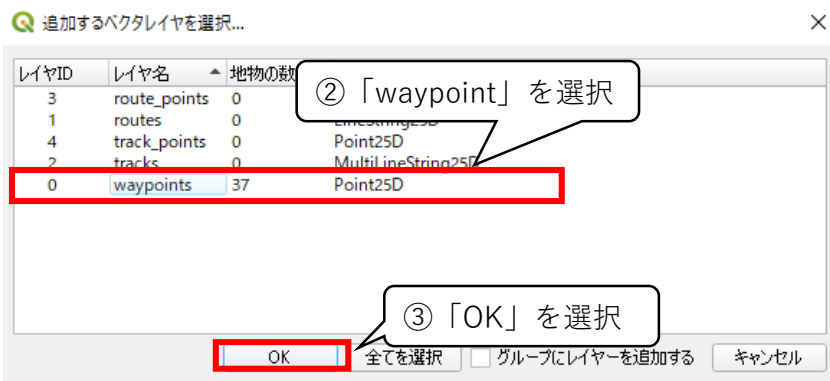 追加するベクタレイヤを選択...
レイヤID レイヤ名 地物の数
②「waypoint」を選択
3 route_points 0
1 routes 0 LineString25D
4 track_points 0 Point25D
2 tracks 0 MultiLineString25D
0 waypoints 37 Point25D
③「OK」を選択
OK 全てを選択 グループにレイヤーを追加する キャンセル